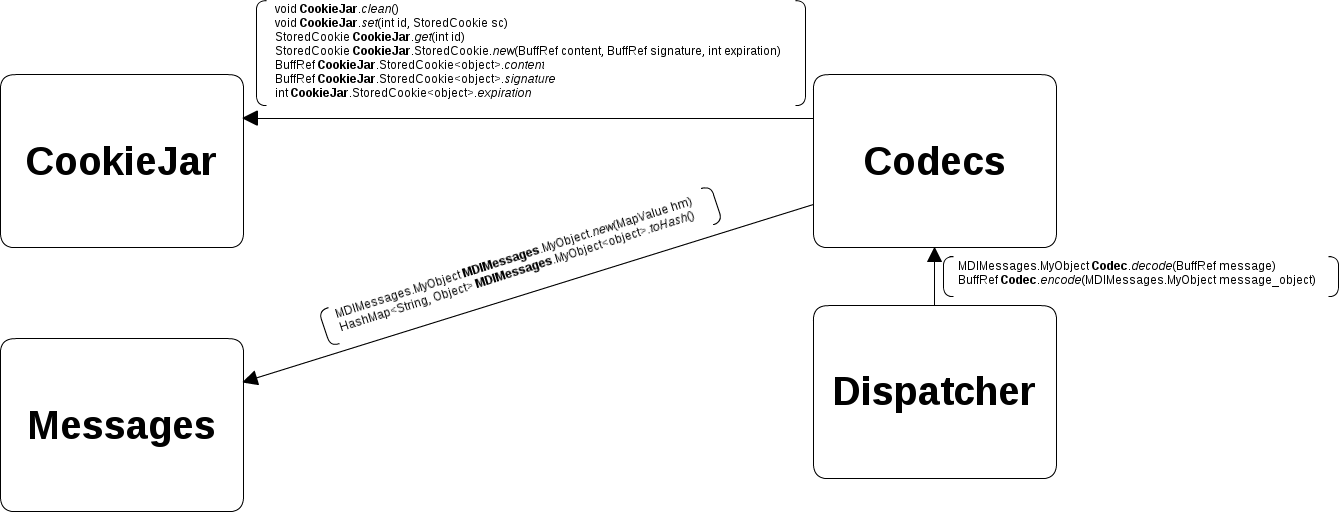 void CookieJar.clean()
void CookieJar.set(int id, StoredCookie sc)
StoredCookie CookieJar.get(int id)
StoredCookie CookieJar.StoredCookie.new(BuffRef content, BuffRef signature, int expiration)
BuffRef CookieJar.StoredCookie<object>.content
BuffRef CookieJar.StoredCookie<object>.signature
int CookieJar.StoredCookie<object>.expiration
CookieJar
Codecs
MDIMessages.MyObject MDIMessages.MyObject.new(MapValue hm)
HashMap<String, Object> MDIMessages.MyObject<object>.toHash()
MDIMessages.MyObject Codec.decode(BuffRef message)
BuffRef Codec.encode(MDIMessages.MyObject message_object)
Messages
Dispatcher